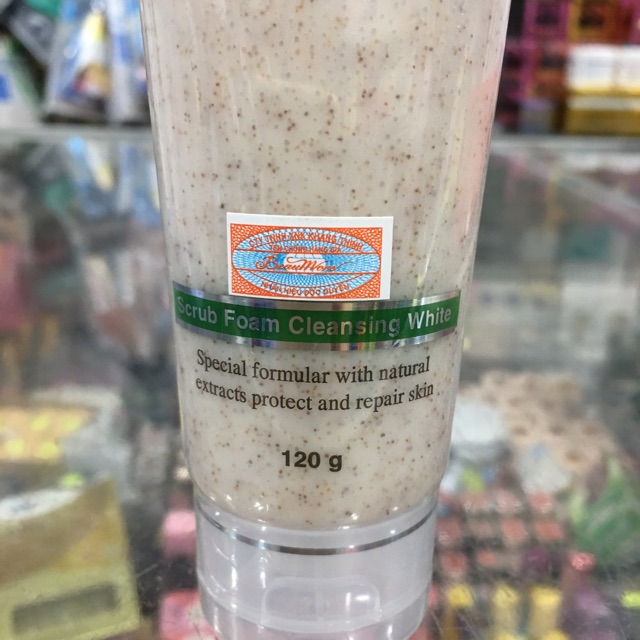 Scrub Foam Cleansing White
Special formular with natural
extracts protect and repair skin
120 g